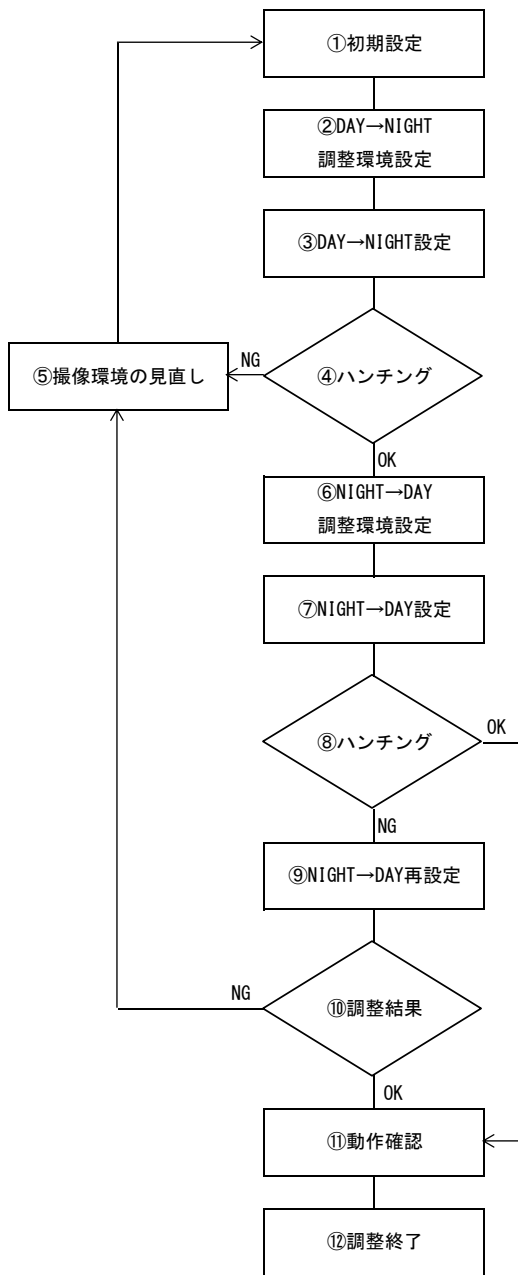 ①初期設定
②DAY→NIGHT
調整環境設定
③DAY→NIGHT設定
④ハンチング
NG
⑤撮像環境の見直し
OK
⑥NIGHT→DAY
調整環境設定
⑦NIGHT→DAY設定
⑧ハンチング
OK
NG
⑨NIGHT→DAY再設定
⑩調整結果
NG
OK
⑪動作確認
⑫調整終了